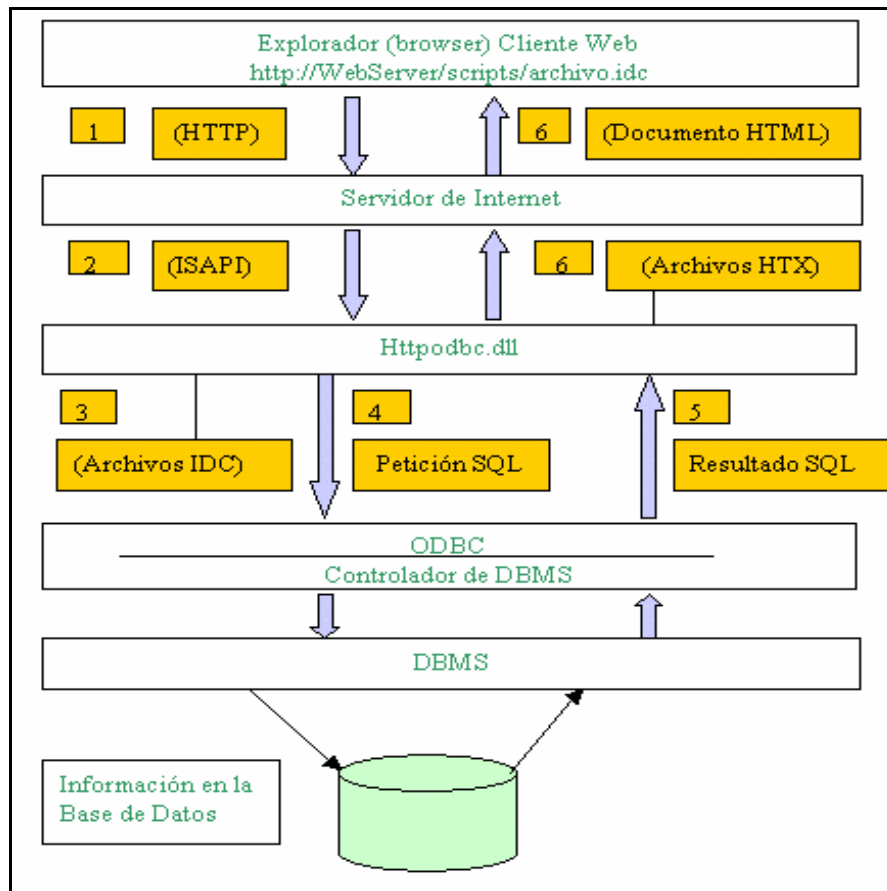 Explorador (browser) Cliente Web
http://WebServer/scripts/archivo.idc
1
(HTTP)
6
(Documento HTML)
Servidor de Internet
2
(ISAPI)
6
(Archivos HTX)
Httpodbc.dll
3
4
5
(Archivos IDC)
Petición SQL
Resultado SQL
ODBC
Controlador de DBMS
DBMS
Información en la
Base de Datos